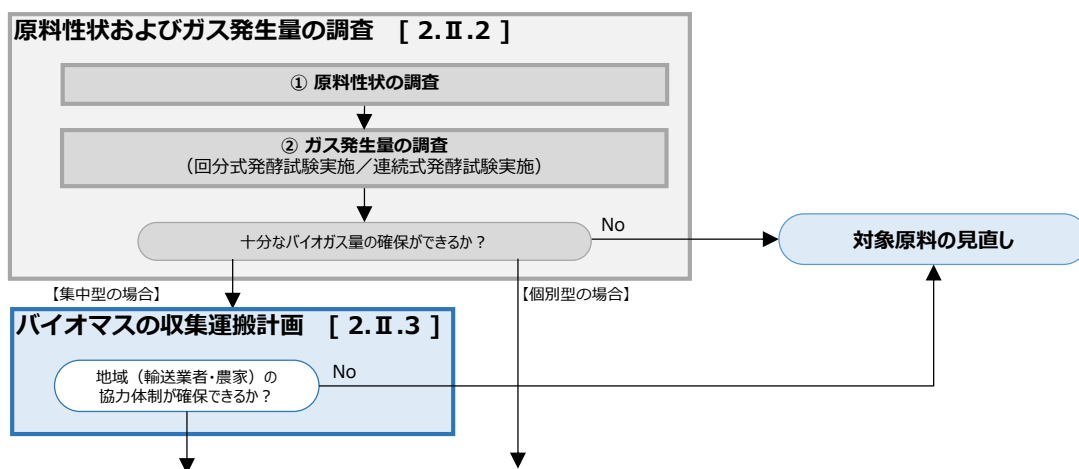 原料性状およびガス発生量の調査 [ 2.Ⅱ.2 ]
① 原料性状の調査
② ガス発生量の調査
（回分式発酵試験実施／連続式発酵試験実施）
十分なバイオガス量の確保ができるか？
No
対象原料の見直し
【集中型の場合】
【個別型の場合】
バイオマスの収集運搬計画 [ 2.Ⅱ.3 ]
地域（輸送業者・農家）の
協力体制が確保できるか？
No